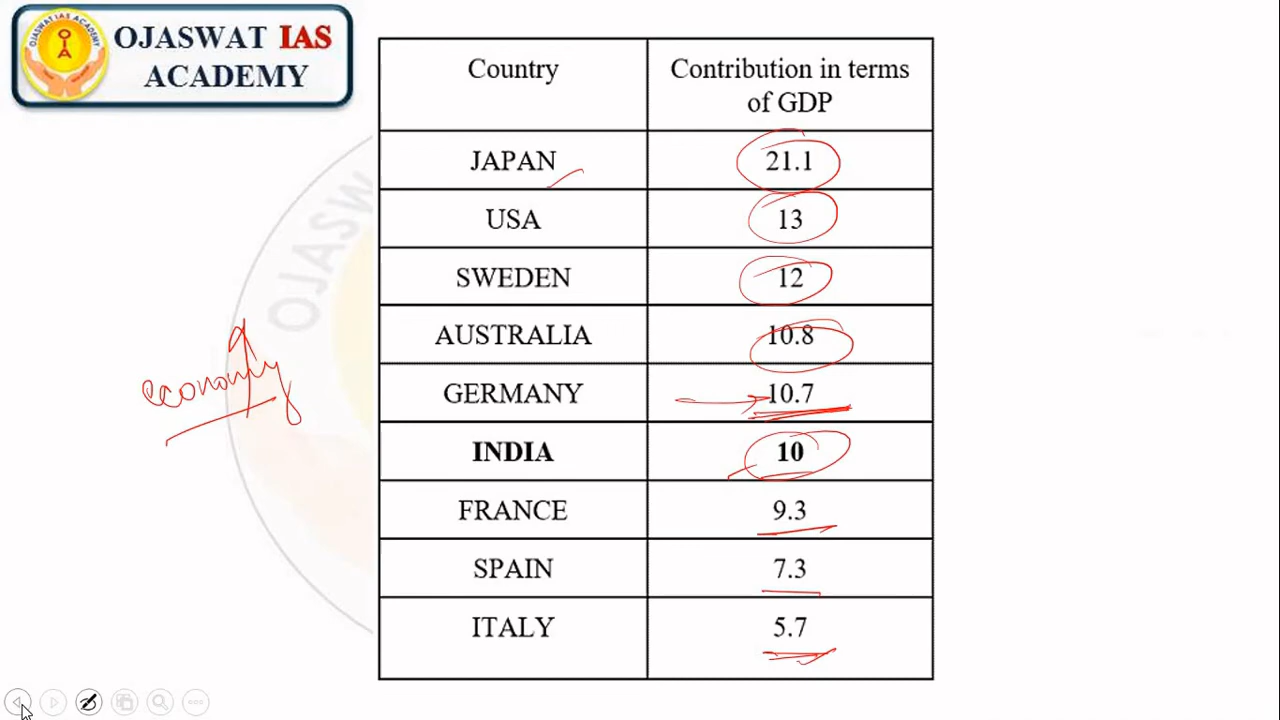 OJASWAT IAS
ACADEMY
Country Contribution in terms
of GDP
JAPAN 21.1
USA 13
SWEDEN 12
AUSTRALIA 10.8
GERMANY 10.7
INDIA 10
FRANCE 9.3
SPAIN 7.3
ITALY 5.7
economy
OJASW